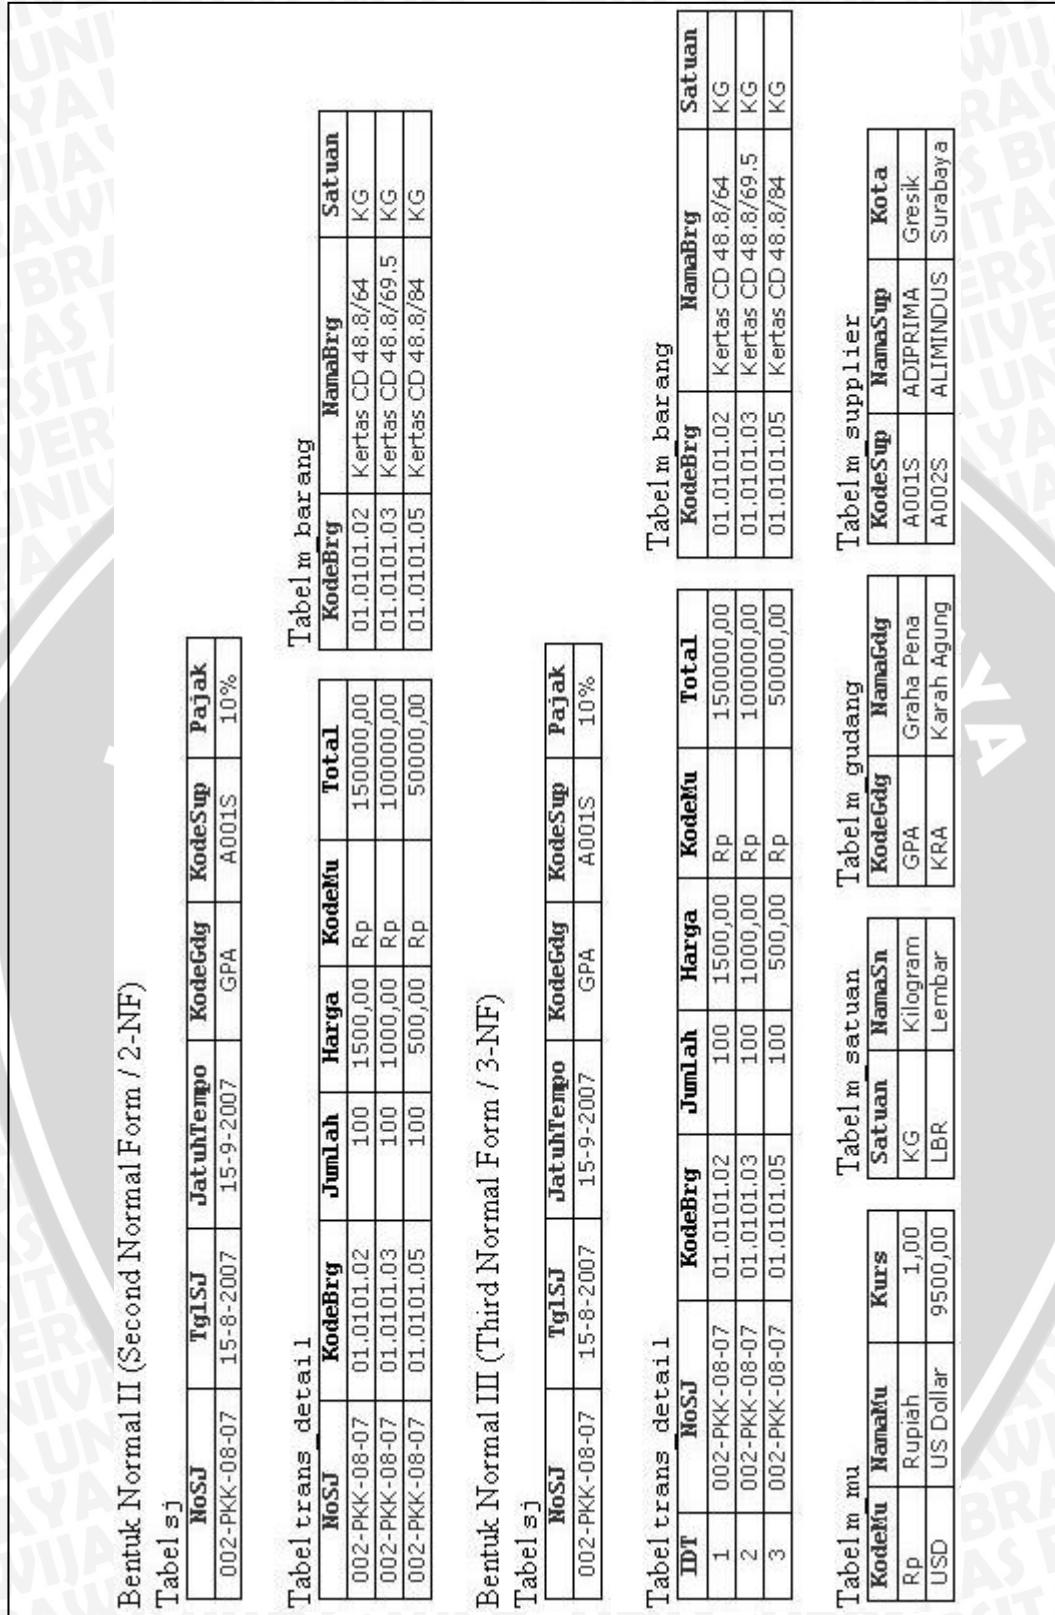 Bentuk Normal II (Second Normal Form / 2-NF)
Tabel sj
NoSJ TglSJ JatuhTempo KodeGdg KodeSup Pajak
002-PKK-08-07 15-8-2007 15-9-2007 GPA A001S 10%
Tabel trans_detail
NoSJ KodeBrg Jumlah Harga KodeMu Total
002-PKK-08-07 01.0101.02 100 1500,00 Rp 150000,00
002-PKK-08-07 01.0101.03 100 1000,00 Rp 100000,00
002-PKK-08-07 01.0101.05 100 500,00 Rp 50000,00
Tabel m_barang
KodeBrg NamaBrg Satuan
01.0101.02 Kertas CD 48.8/64 KG
01.0101.03 Kertas CD 48.8/69.5 KG
01.0101.05 Kertas CD 48.8/84 KG
Bentuk Normal III (Third Normal Form / 3-NF)
Tabel sj
NoSJ TglSJ JatuhTempo KodeGdg KodeSup Pajak
002-PKK-08-07 15-8-2007 15-9-2007 GPA A001S 10%
Tabel trans_detail
IDT NoSJ KodeBrg Jumlah Harga KodeMu Total
1 002-PKK-08-07 01.0101.02 100 1500,00 Rp 150000,00
2 002-PKK-08-07 01.0101.03 100 1000,00 Rp 100000,00
3 002-PKK-08-07 01.0101.05 100 500,00 Rp 50000,00
Tabel m_barang
KodeBrg NamaBrg Satuan
01.0101.02 Kertas CD 48.8/64 KG
01.0101.03 Kertas CD 48.8/69.5 KG
01.0101.05 Kertas CD 48.8/84 KG
Tabel m_mu
KodeMu NamaMu Kurs
Rp Rupiah 1,00
USD US Dollar 9500,00
Tabel m_satuan
Satuan NamaSn
KG Kilogram
LBR Lembar
Tabel m_gudang
KodeGdg NamaGdg
GPA Graha Pena
KRA Karah Agung
Tabel m_supplier
KodeSup NamaSup Kota
A001S ADIPRIMA Gresik
A002S ALIMINDUS Surabaya